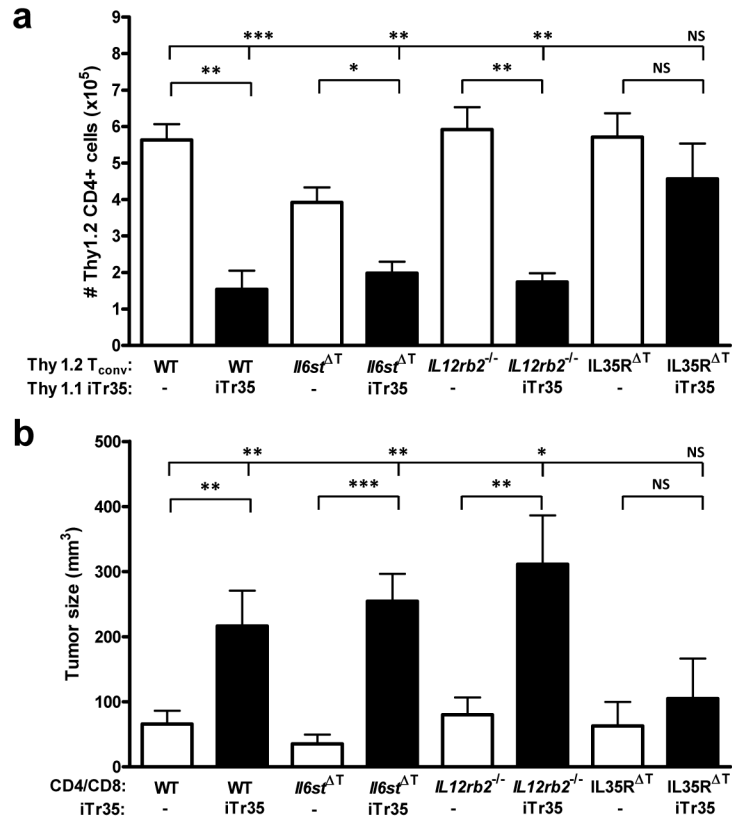 a
9
8
7
6
5
4
3
2
1
0
# Thy1.2 CD4+ cells (x10⁵)
*** ** ** NS
** * ** NS
Thy 1.2 Tconv: WT WT Il6stΔT Il6stΔT IL12rb2-/- IL12rb2-/- IL35RΔT IL35RΔT
Thy 1.1 iTr35: - iTr35 - iTr35 - iTr35 - iTr35
b
500
400
300
200
100
0
Tumor size (mm³)
** ** * NS
** *** ** NS
CD4/CD8: WT WT Il6stΔT Il6stΔT IL12rb2-/- IL12rb2-/- IL35RΔT IL35RΔT
iTr35: - iTr35 - iTr35 - iTr35 - iTr35